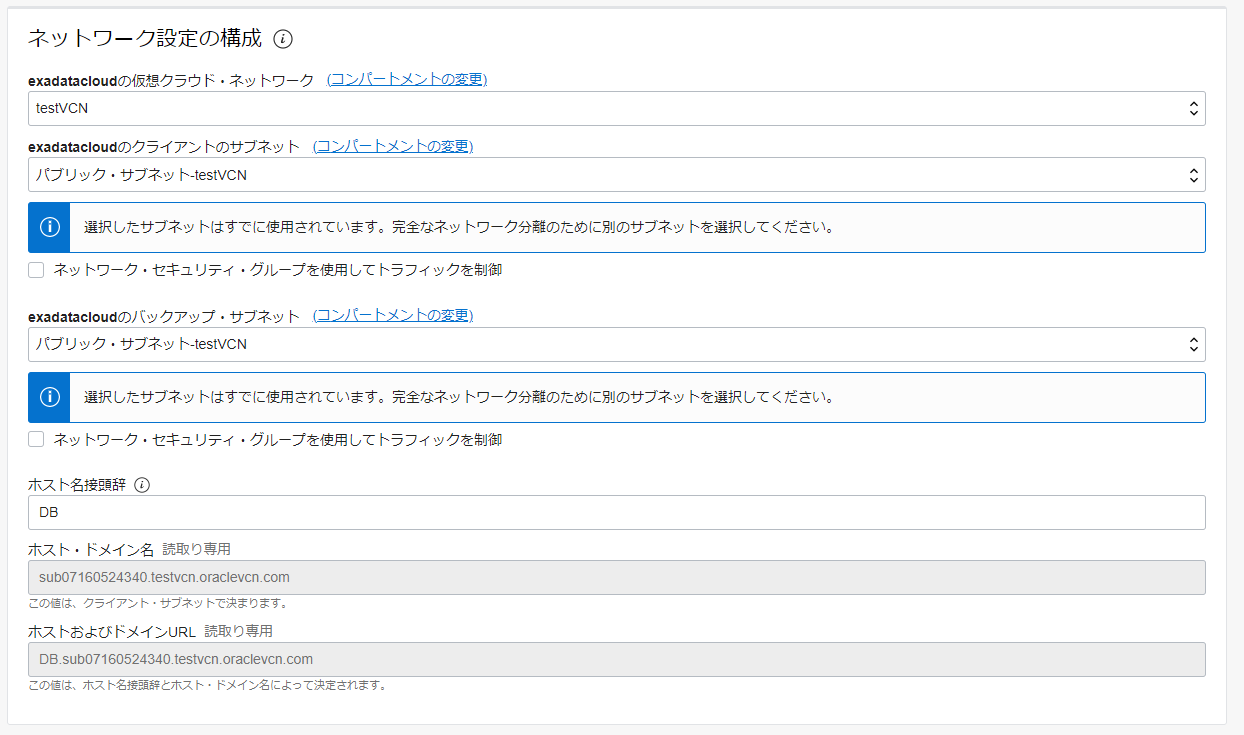 ネットワーク設定の構成
exadatacloudの仮想クラウド・ネットワーク (コンパートメントの変更)
testVCN
exadatacloudのクライアントのサブネット (コンパートメントの変更)
パブリック・サブネット-testVCN
選択したサブネットはすでに使用されています。完全なネットワーク分離のために別のサブネットを選択してください。
ネットワーク・セキュリティ・グループを使用してトラフィックを制御
exadatacloudのバックアップ・サブネット (コンパートメントの変更)
パブリック・サブネット-testVCN
選択したサブネットはすでに使用されています。完全なネットワーク分離のために別のサブネットを選択してください。
ネットワーク・セキュリティ・グループを使用してトラフィックを制御
ホスト名接頭辞
DB
ホスト・ドメイン名 読取り専用
sub07160524340.testvcn.oraclevcn.com
この値は、クライアント・サブネットで決まります。
ホストおよびドメインURL 読取り専用
DB.sub07160524340.testvcn.oraclevcn.com
この値は、ホスト名接頭辞とホスト・ドメイン名によって決定されます。